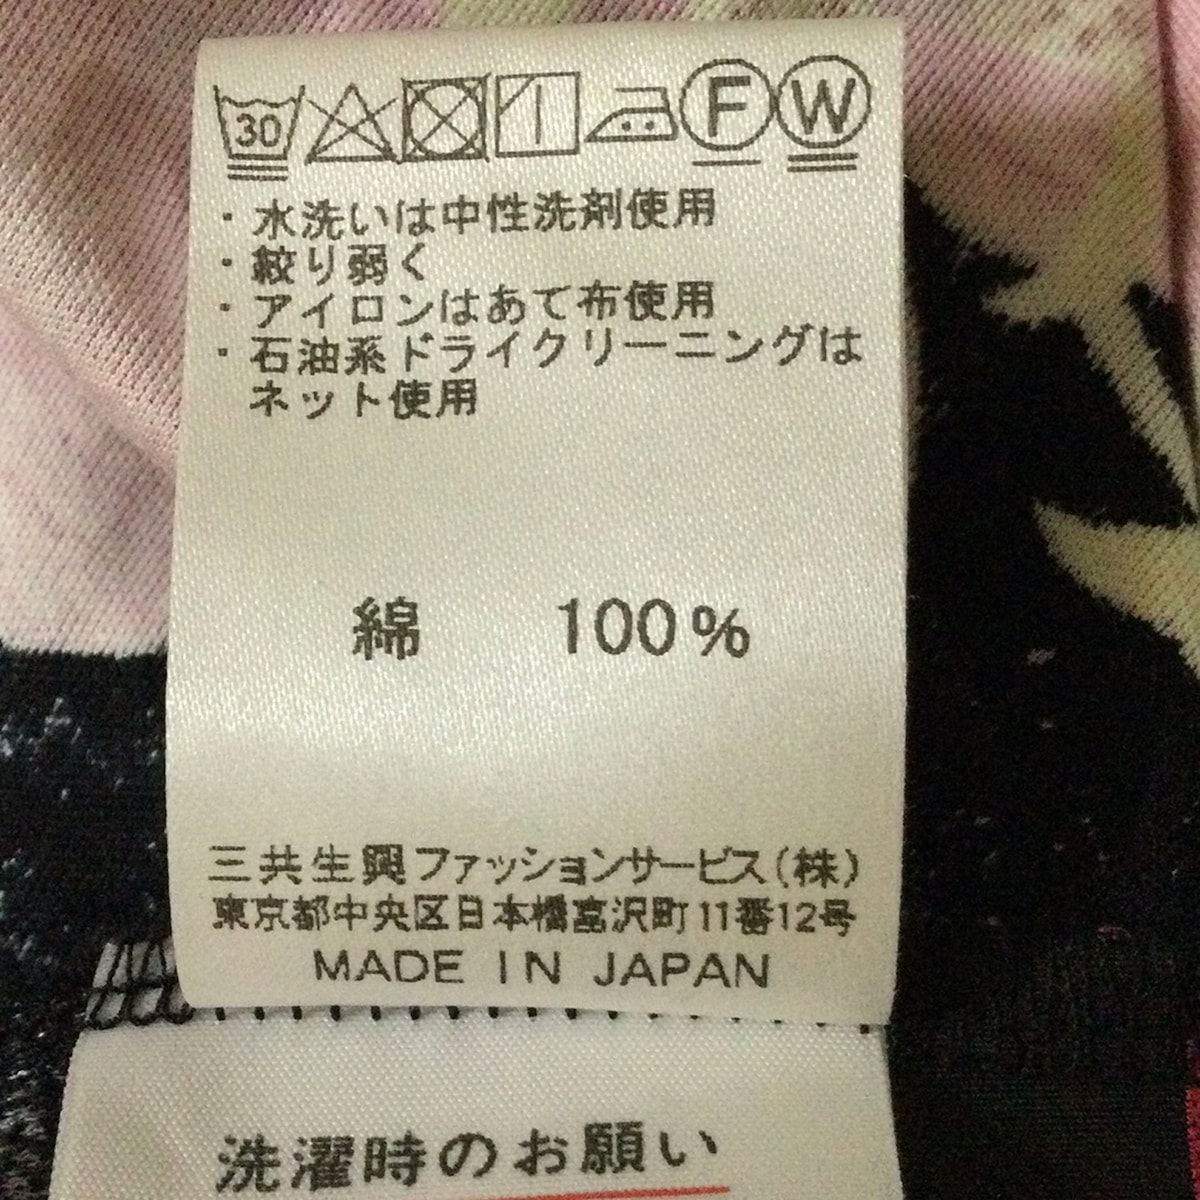 30 F W
・水洗いは中性洗剤使用
・絞り弱く
・アイロンはあて布使用
・石油系ドライクリーニングは
ネット使用
綿 100%
三共生興ファッションサービス(株)
東京都中央区日本橋富沢町11番12号
MADE IN JAPAN
洗濯時のお願い